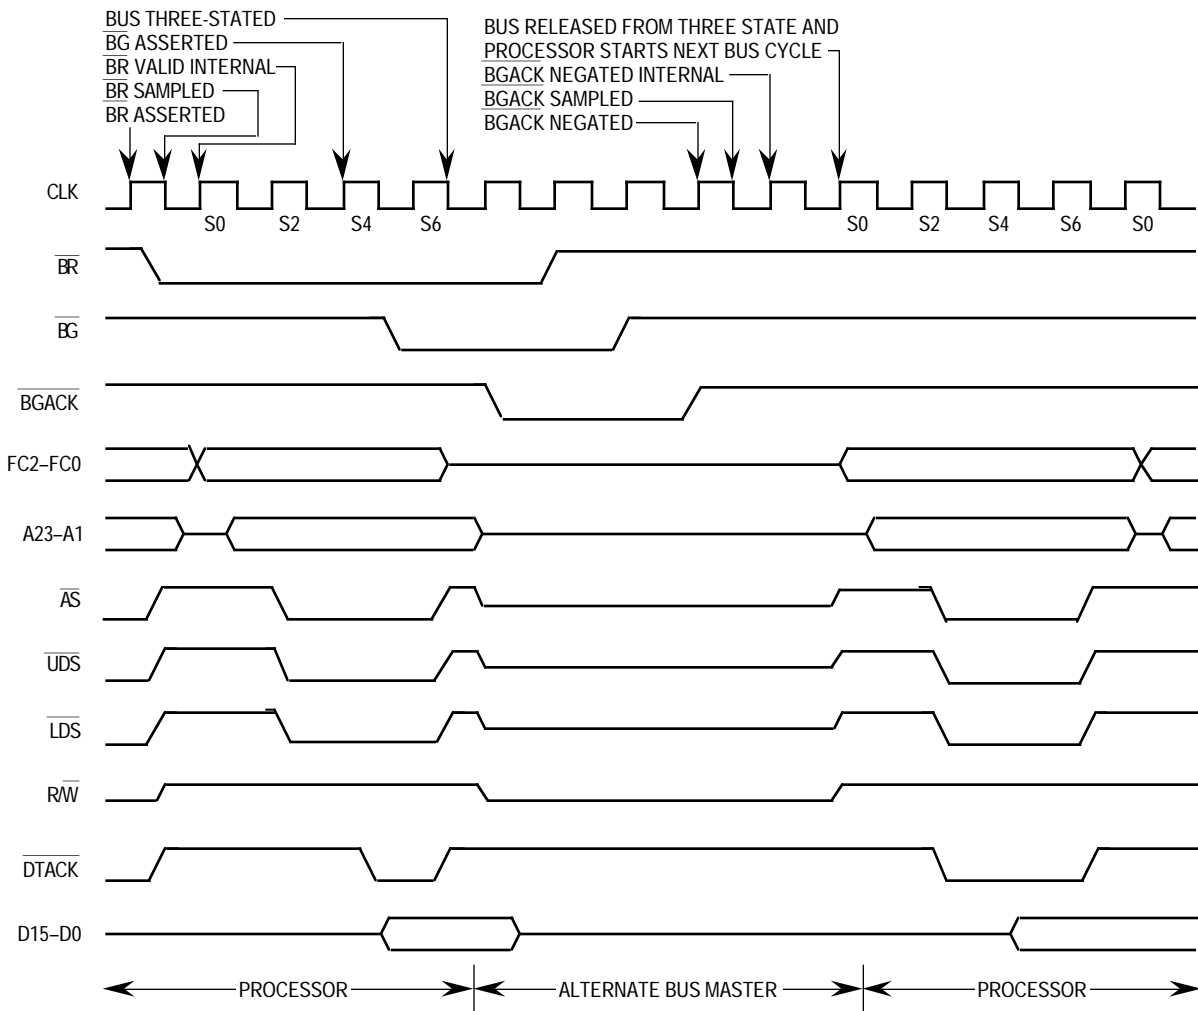 BUS THREE-STATED
BG ASSERTED
BR VALID INTERNAL
BR SAMPLED
BR ASSERTED
BUS RELEASED FROM THREE STATE AND
PROCESSOR STARTS NEXT BUS CYCLE
BGACK NEGATED INTERNAL
BGACK SAMPLED
BGACK NEGATED
CLK
S0 S2 S4 S6 S0 S2 S4 S6 S0
BR
BG
BGACK
FC2–FC0
A23–A1
AS
UDS
LDS
R/W
DTACK
D15–D0
PROCESSOR ALTERNATE BUS MASTER PROCESSOR